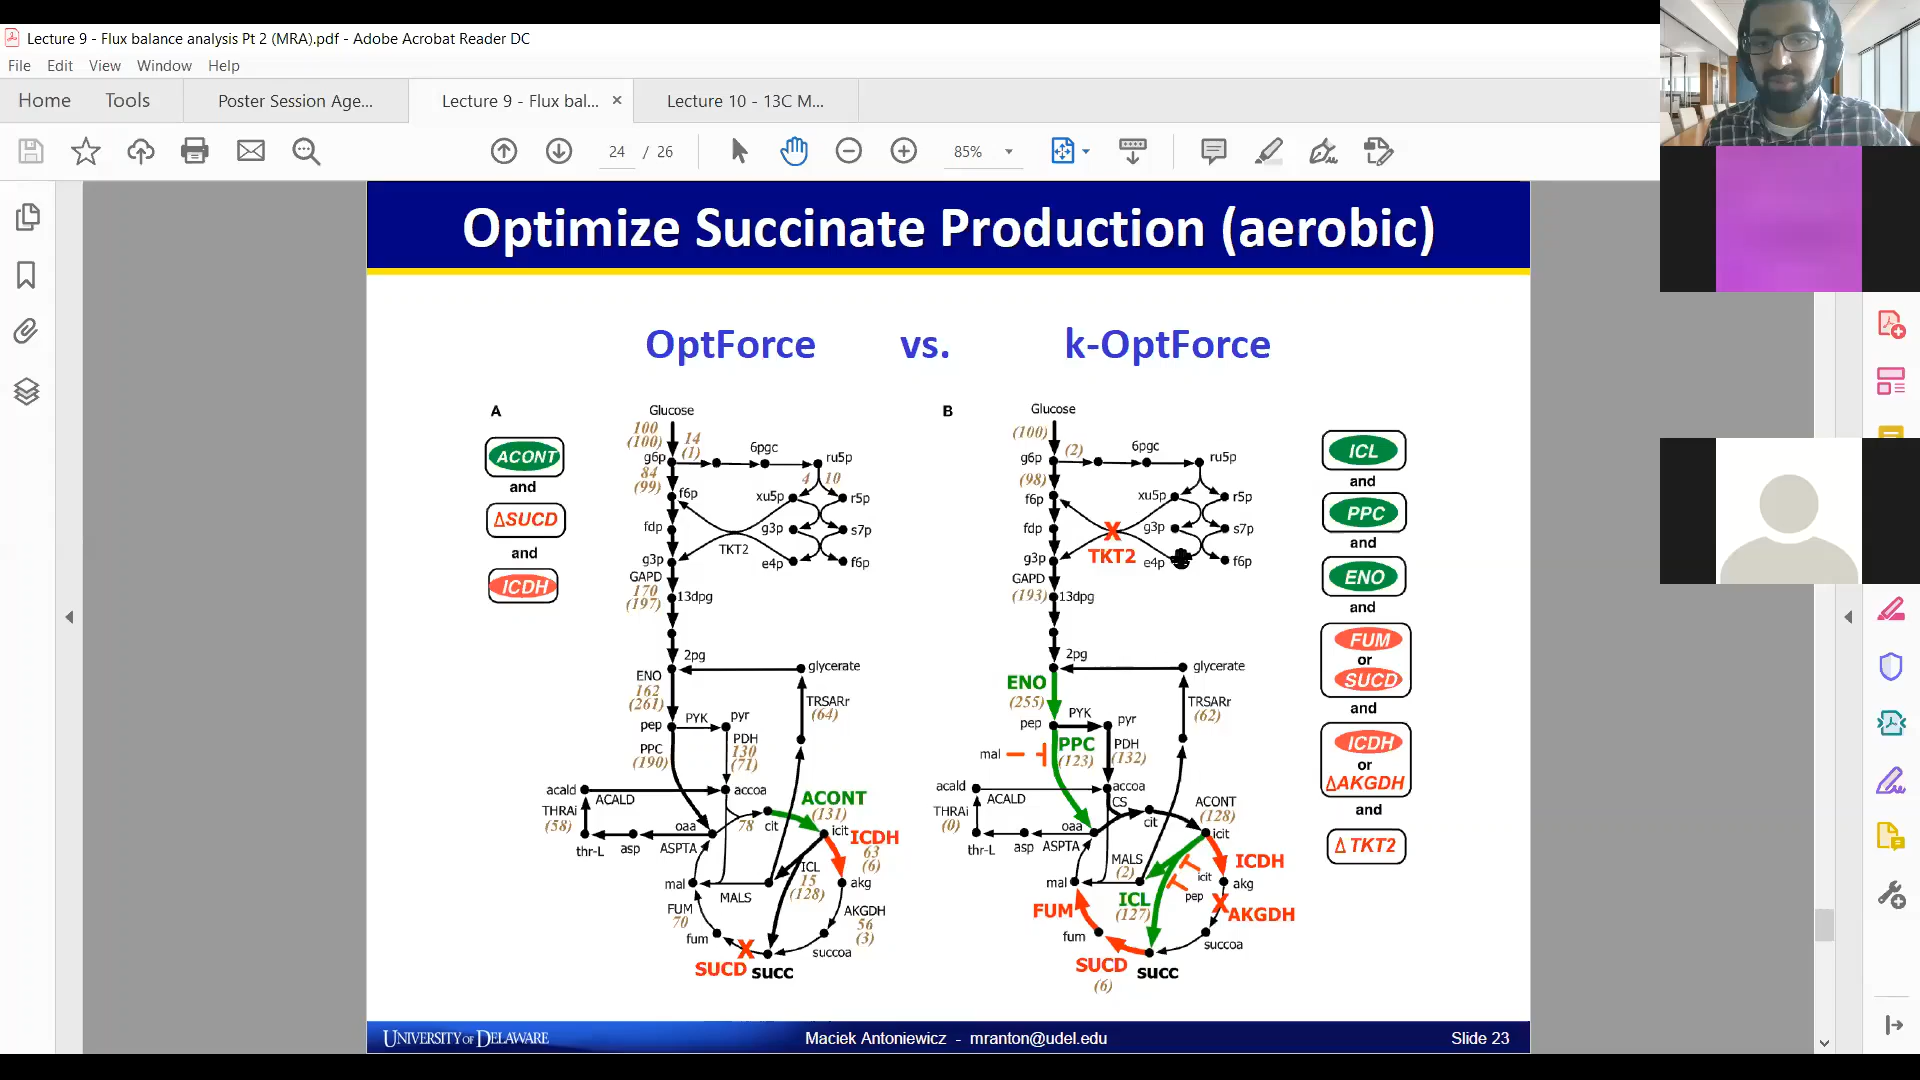 Lecture 9 - Flux balance analysis Pt 2 (MRA).pdf - Adobe Acrobat Reader DC
File Edit View Window Help
Home Tools Poster Session Age... Lecture 9 - Flux bal... × Lecture 10 - 13C M...
24 / 26 85%
Optimize Succinate Production (aerobic)
OptForce vs. k-OptForce
A
ACONT
and
ΔSUCD
and
ICDH
Glucose
100
(100)
14
(1)
g6p
6pgc
ru5p
84
(99)
4
10
f6p
xu5p
r5p
fdp
g3p
s7p
TKT2
g3p
e4p
f6p
GAPD
170
(197)
13dpg
2pg
glycerate
ENO
162
(261)
TRSARr
(64)
pep
PYK
pyr
PPC
(190)
PDH
130
(71)
acald
ACALD
accoa
THRAi
(58)
ACONT
(131)
oaa
78
cit
icit
ICDH
63
(6)
thr-L
asp
ASPTA
ICL
15
(128)
mal
MALS
akg
FUM
70
AKGDH
56
(3)
fum
succoa
SUCD
succ
B
Glucose
(100)
(2)
g6p
6pgc
ru5p
(98)
f6p
xu5p
r5p
fdp
g3p
s7p
TKT2
g3p
e4p
f6p
GAPD
(193)
13dpg
2pg
glycerate
ENO
(255)
TRSARr
(62)
pep
PYK
pyr
mal
PPC
(123)
PDH
(132)
acald
ACALD
accoa
CS
THRAi
(0)
ACONT
(128)
oaa
cit
icit
thr-L
asp
ASPTA
MALS
(2)
ICDH
icit
mal
akg
ICL
(127)
pep
FUM
AKGDH
fum
succoa
SUCD
(6)
succ
ICL
and
PPC
and
ENO
and
FUM
or
SUCD
and
ICDH
or
ΔAKGDH
and
Δ TKT2
UNIVERSITY OF DELAWARE Maciek Antoniewicz - mranton@udel.edu Slide 23